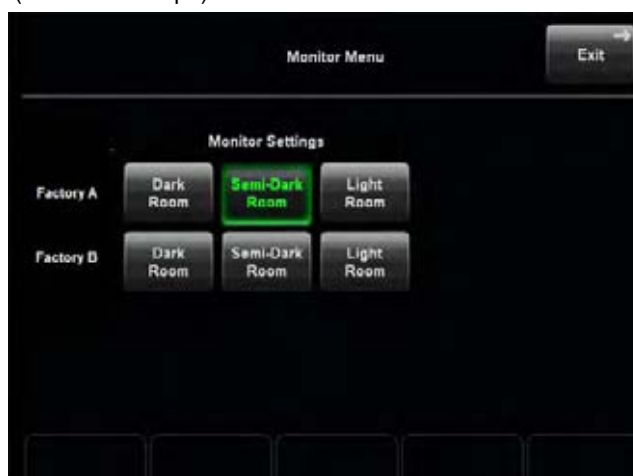 Monitor Menu
Exit
Monitor Settings
Factory A
Dark
Room
Semi-Dark
Room
Light
Room
Factory B
Dark
Room
Semi-Dark
Room
Light
Room